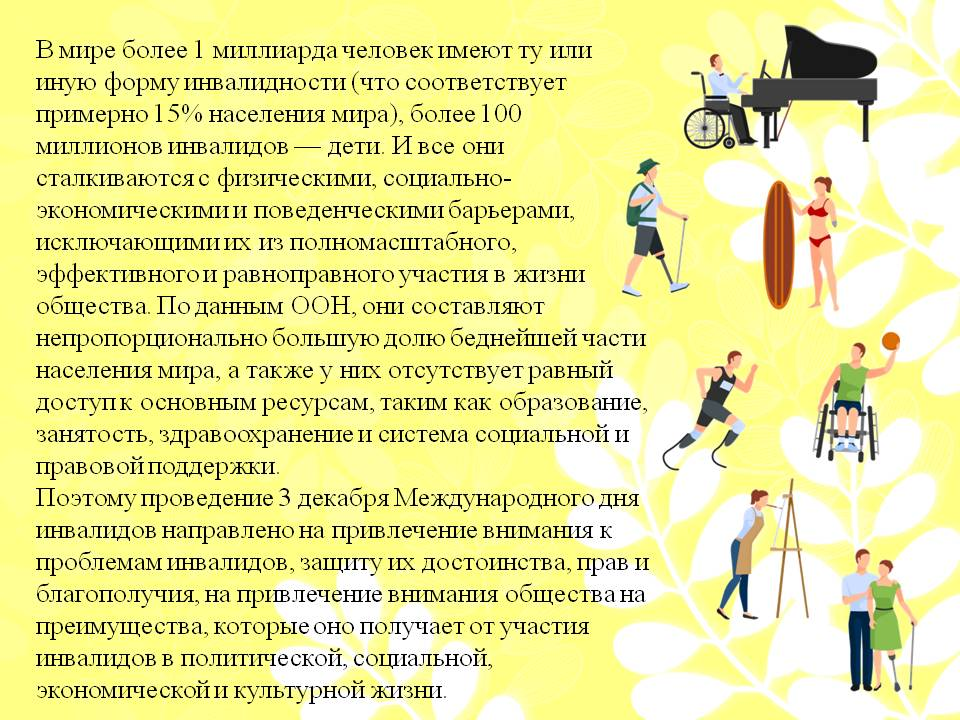 В мире более 1 миллиарда человек имеют ту или
иную форму инвалидности (что соответствует
примерно 15% населения мира), более 100
миллионов инвалидов — дети. И все они
сталкиваются с физическими, социально-
экономическими и поведенческими барьерами,
исключающими их из полномасштабного,
эффективного и равноправного участия в жизни
общества. По данным ООН, они составляют
непропорционально большую долю беднейшей части
населения мира, а также у них отсутствует равный
доступ к основным ресурсам, таким как образование,
занятость, здравоохранение и система социальной и
правовой поддержки.
Поэтому проведение 3 декабря Международного дня
инвалидов направлено на привлечение внимания к
проблемам инвалидов, защиту их достоинства, прав и
благополучия, на привлечение внимания общества на
преимущества, которые оно получает от участия
инвалидов в политической, социальной,
экономической и культурной жизни.